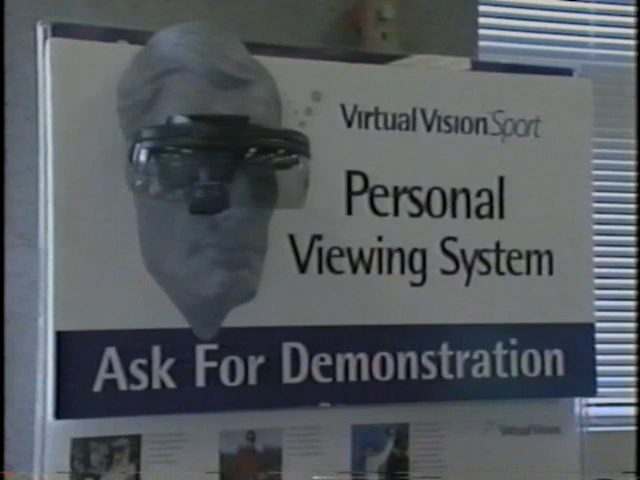 Virtual Vision Sport
Personal
Viewing System
Ask For Demonstration
Virtual Vision